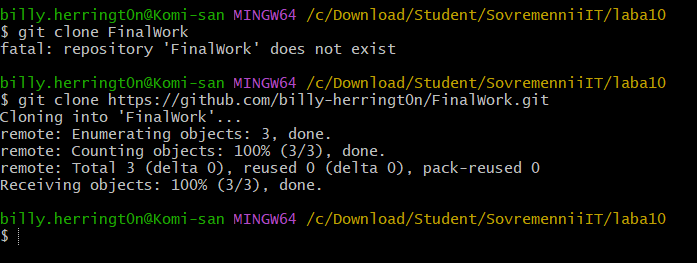 billy.herringt0n@Komi-san MINGW64 /c/Download/Student/SovremenniiIT/laba10
$ git clone FinalWork
fatal: repository 'FinalWork' does not exist
billy.herringt0n@Komi-san MINGW64 /c/Download/Student/SovremenniiIT/laba10
$ git clone https://github.com/billy-herringt0n/FinalWork.git
Cloning into 'FinalWork'...
remote: Enumerating objects: 3, done.
remote: Counting objects: 100% (3/3), done.
remote: Total 3 (delta 0), reused 0 (delta 0), pack-reused 0
Receiving objects: 100% (3/3), done.
billy.herringt0n@Komi-san MINGW64 /c/Download/Student/SovremenniiIT/laba10
$